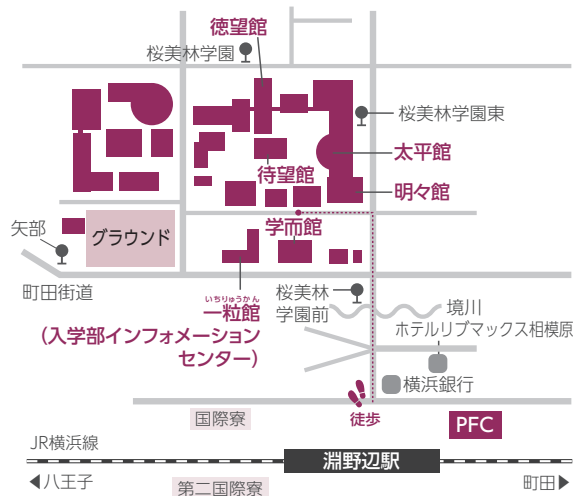 徳望館
桜美林学園
桜美林学園東
太平館
待望館
明々館
学而館
矢部
グラウンド
町田街道
いちりゅうかん
一粒館
(入学部インフォメーション
センター)
桜美林
学園前
境川
ホテルリブマックス相模原
横浜銀行
徒歩
国際寮
PFC
JR横浜線
淵野辺駅
◀八王子
第二国際寮
町田▶